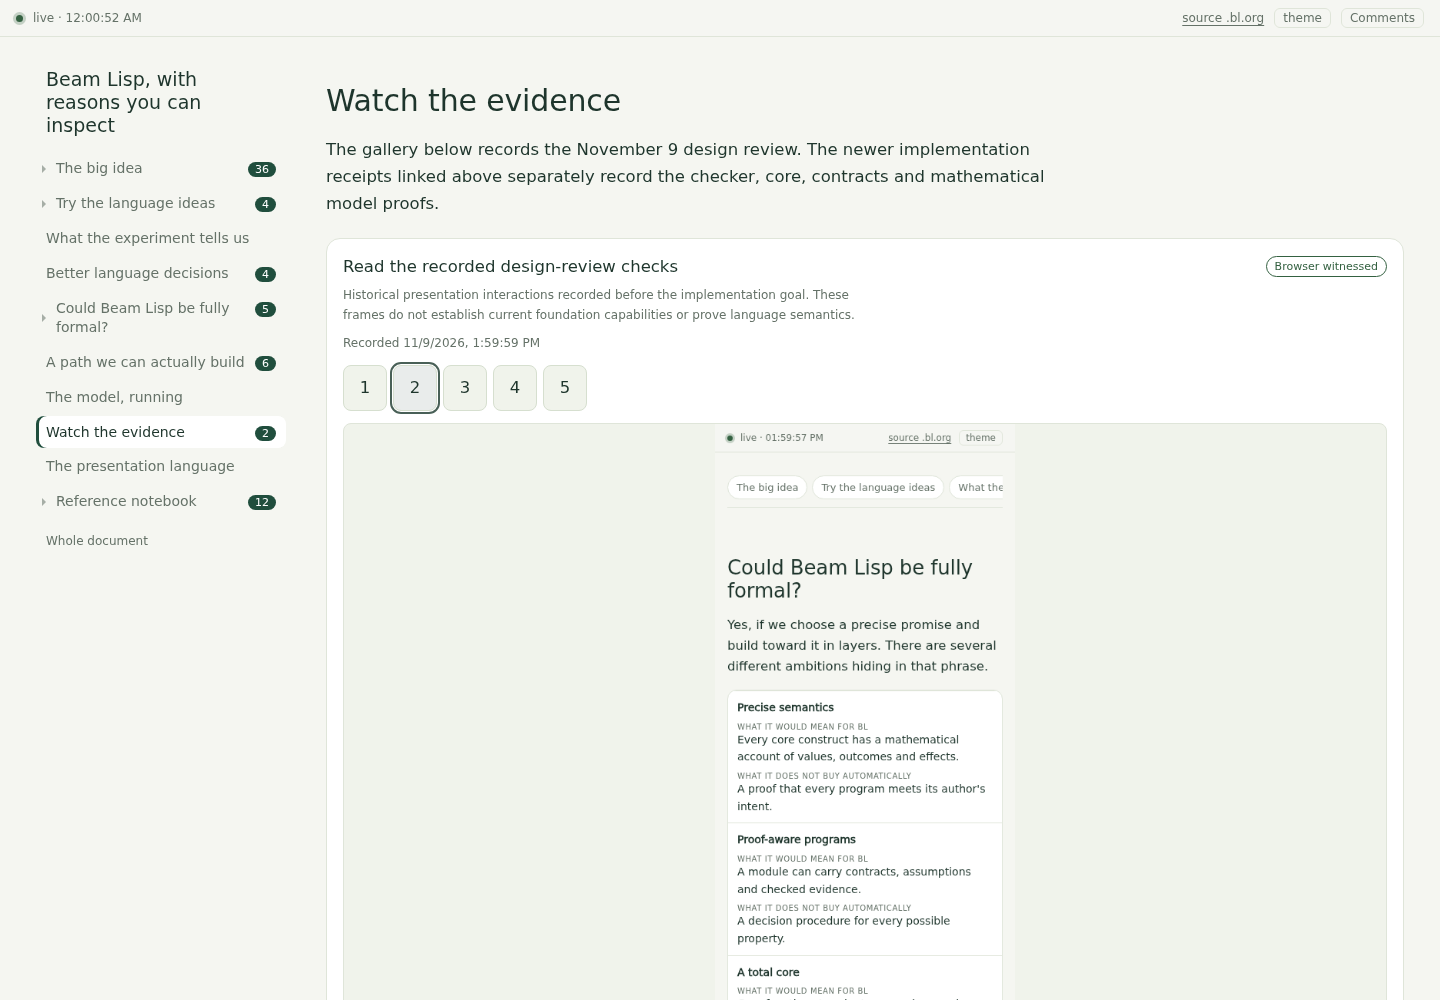 live · 12:00:52 AM
source .bl.org
theme
Comments
Beam Lisp, with
reasons you can
inspect
The big idea 36
Try the language ideas 4
What the experiment tells us
Better language decisions 4
Could Beam Lisp be fully 5
formal?
A path we can actually build 6
The model, running
Watch the evidence 2
The presentation language
Reference notebook 12
Whole document
Watch the evidence
The gallery below records the November 9 design review. The newer implementation
receipts linked above separately record the checker, core, contracts and mathematical
model proofs.
Read the recorded design-review checks
Browser witnessed
Historical presentation interactions recorded before the implementation goal. These
frames do not establish current foundation capabilities or prove language semantics.
Recorded 11/9/2026, 1:59:59 PM
1 2 3 4 5
live · 01:59:57 PM
source .bl.org
theme
The big idea
Try the language ideas
What the
Could Beam Lisp be fully
formal?
Yes, if we choose a precise promise and
build toward it in layers. There are several
different ambitions hiding in that phrase.
Precise semantics
WHAT IT WOULD MEAN FOR BL
Every core construct has a mathematical
account of values, outcomes and effects.
WHAT IT DOES NOT BUY AUTOMATICALLY
A proof that every program meets its author's
intent.
Proof-aware programs
WHAT IT WOULD MEAN FOR BL
A module can carry contracts, assumptions
and checked evidence.
WHAT IT DOES NOT BUY AUTOMATICALLY
A decision procedure for every possible
property.
A total core
WHAT IT WOULD MEAN FOR BL